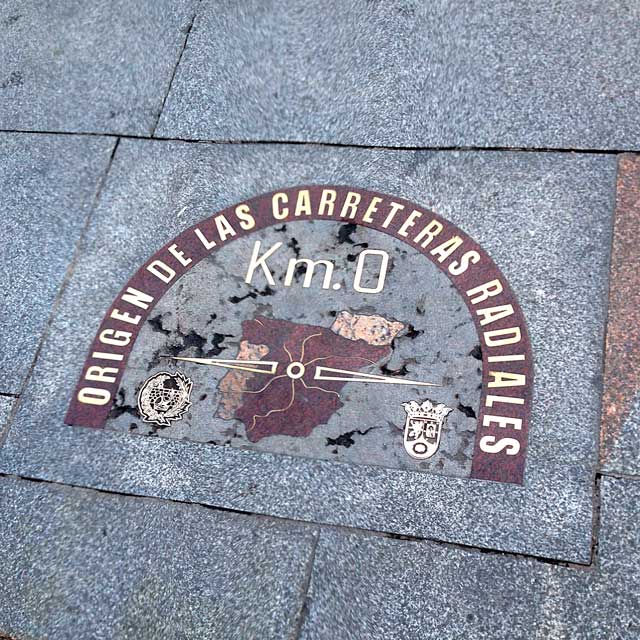 ORIGEN DE LAS CARRETERAS RADIALES
Km. 0